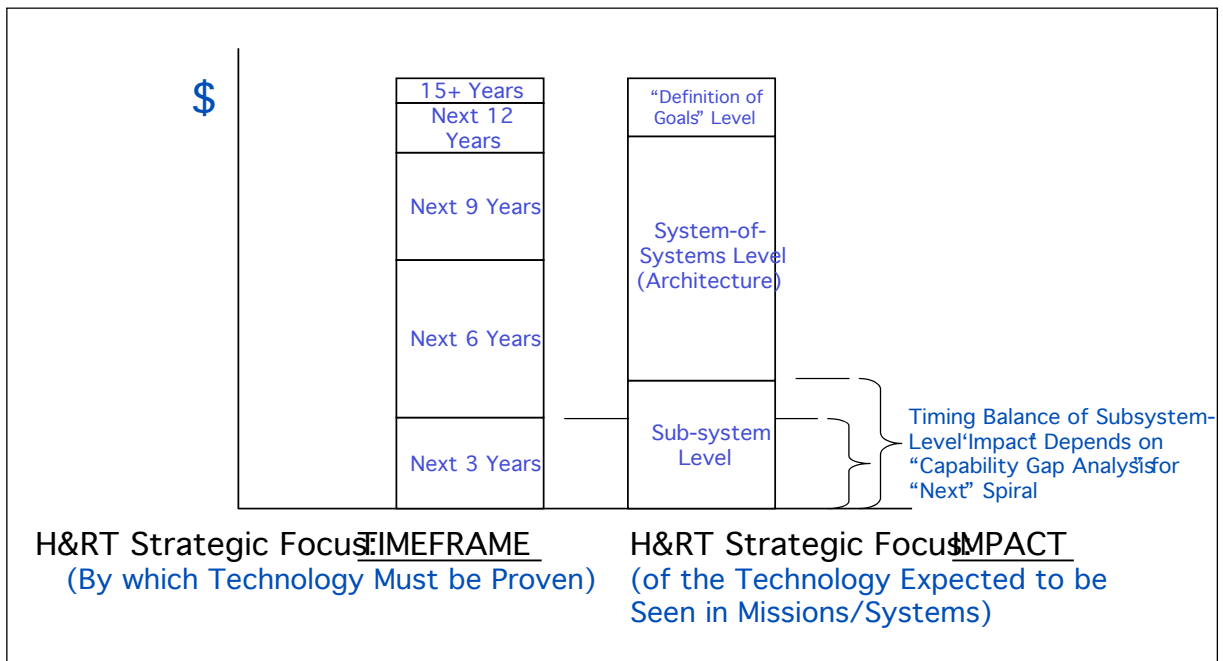 $
15+ Years
Next 12
Years
Next 9 Years
Next 6 Years
Next 3 Years
“Definition of
Goals” Level
System-of-
Systems Level
(Architecture)
Sub-system
Level
Timing Balance of Subsystem-
Level ‘Impact’ Depends on
“Capability Gap Analysis” for
“Next” Spiral
H&RT Strategic Focus: TIMEFRAME
(By which Technology Must be Proven)
H&RT Strategic Focus: IMPACT
(of the Technology Expected to be
Seen in Missions/Systems)